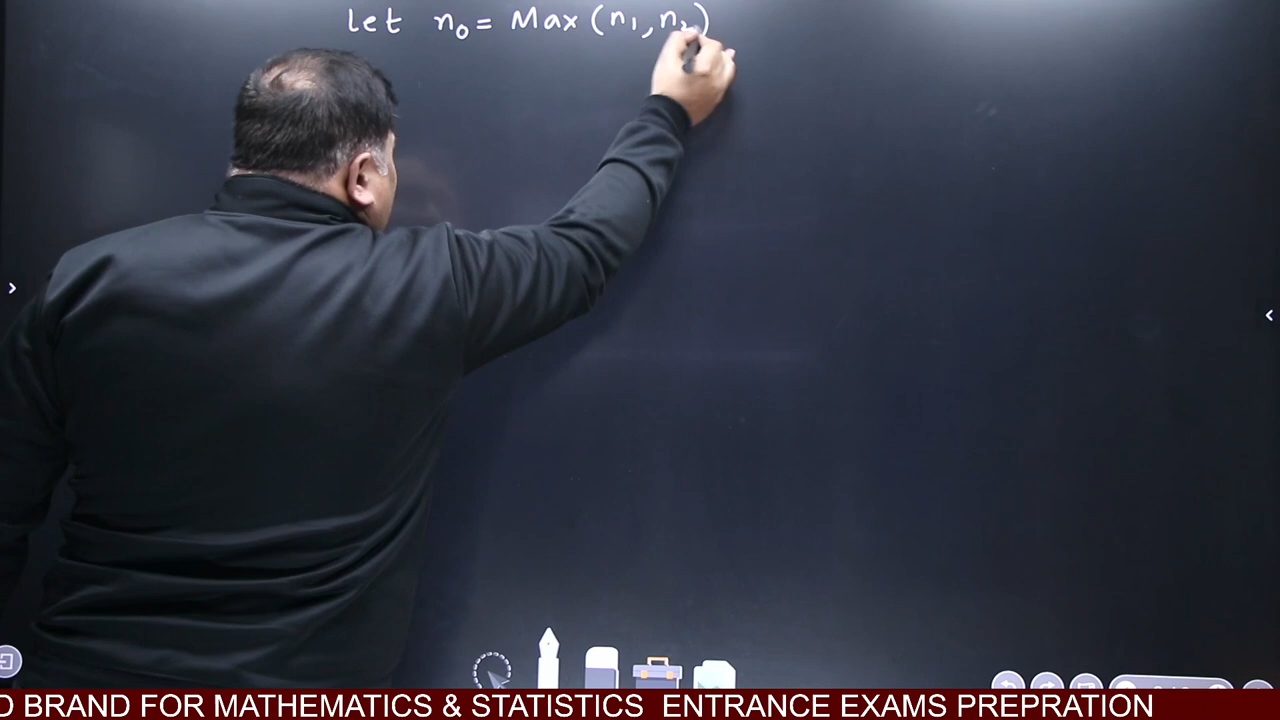 Let n₀ = Max (n₁, n₂)
D BRAND FOR MATHEMATICS & STATISTICS ENTRANCE EXAMS PREPRATION